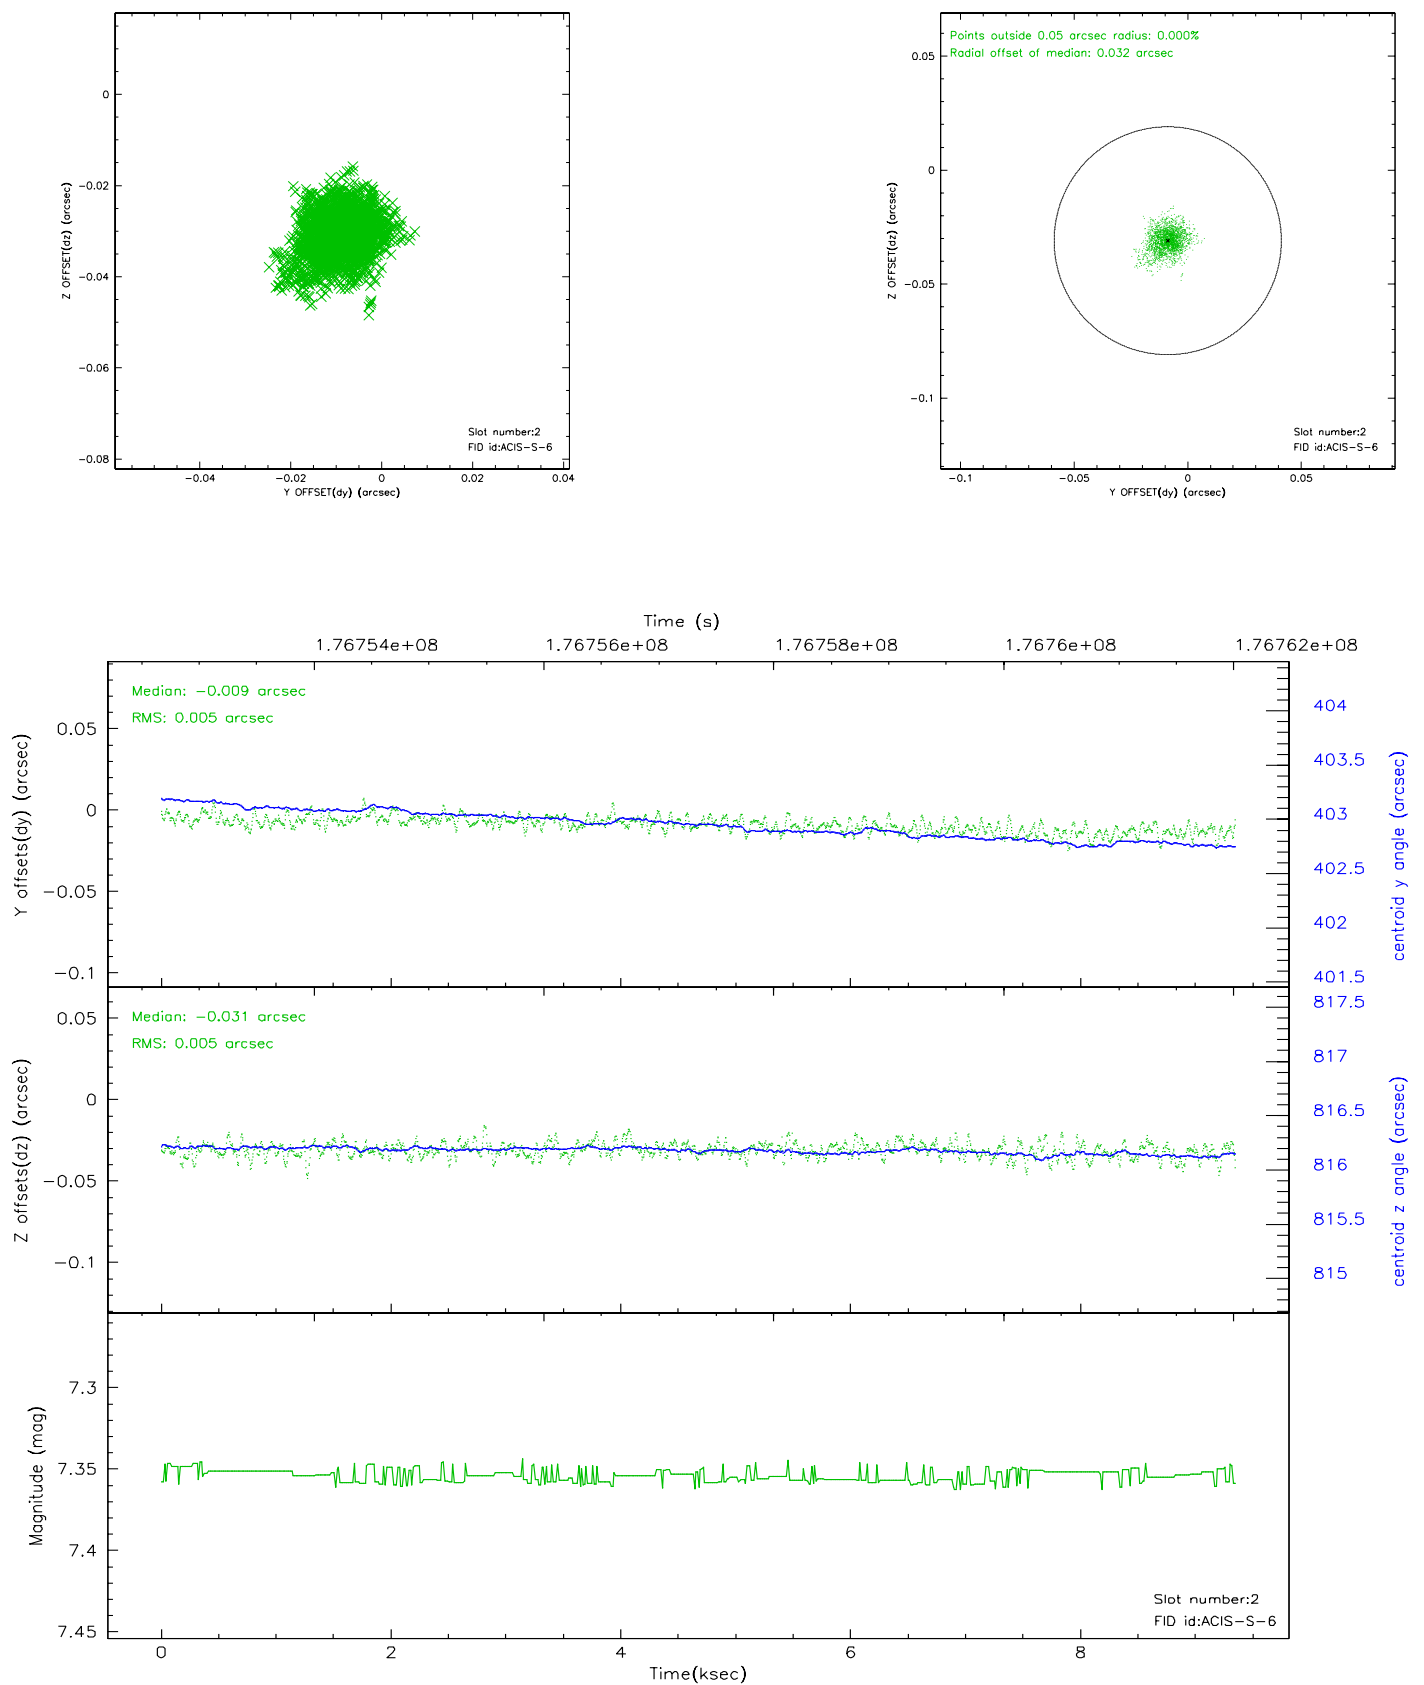 0
−0.02
−0.04
−0.06
−0.08
Z OFFSET(dz) (arcsec)
−0.04
−0.02
0
0.02
0.04
Y OFFSET(dy) (arcsec)
Slot number:2
FID id:ACIS−S−6
Points outside 0.05 arcsec radius: 0.000%
Radial offset of median: 0.032 arcsec
0.05
0
−0.05
−0.1
Z OFFSET(dz) (arcsec)
−0.1
−0.05
0
0.05
Y OFFSET(dy) (arcsec)
Slot number:2
FID id:ACIS−S−6
Time (s)
1.76754e+08
1.76756e+08
1.76758e+08
1.7676e+08
1.76762e+08
Median: −0.009 arcsec
RMS: 0.005 arcsec
0.05
0
−0.05
−0.1
Y offsets(dy) (arcsec)
404
403.5
403
402.5
402
401.5
centroid y angle (arcsec)
Median: −0.031 arcsec
RMS: 0.005 arcsec
0.05
0
−0.05
−0.1
Z offsets(dz) (arcsec)
817.5
817
816.5
816
815.5
815
centroid z angle (arcsec)
7.3
7.35
7.4
7.45
Magnitude (mag)
Slot number:2
FID id:ACIS−S−6
0
2
4
6
8
Time(ksec)